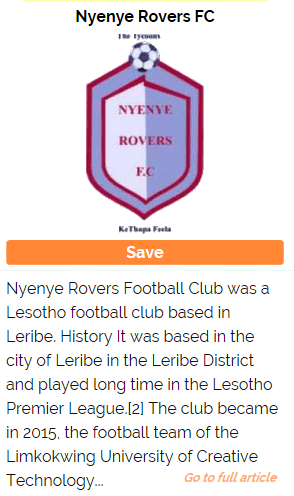 Nyenye Rovers FC
The Tycoons
NYENYE
ROVERS
F.C
KeThapa Feela
Save
Nyenye Rovers Football Club was a
Lesotho football club based in
Leribe. History It was based in the
city of Leribe in the Leribe District
and played long time in the Lesotho
Premier League.[2] The club became
in 2015, the football team of the
Limkokwing University of Creative
Technology...
Go to full article